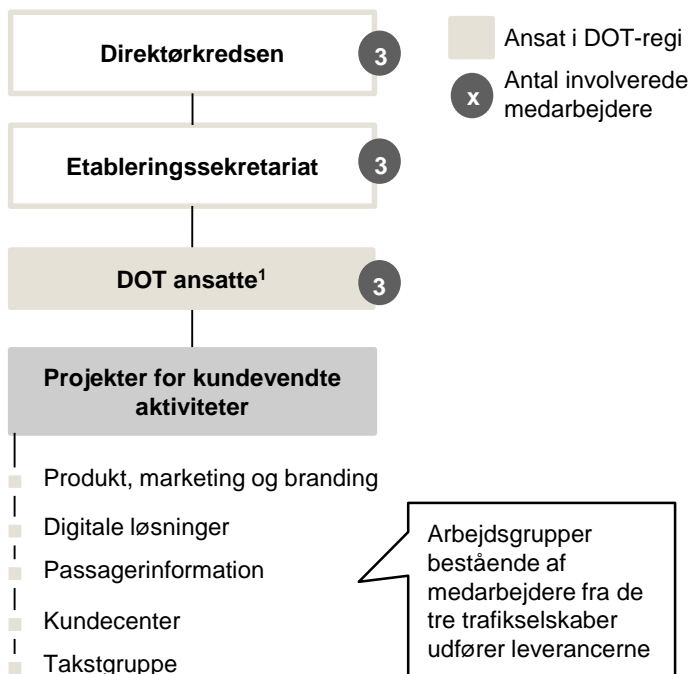 Direktørkredsen
3
Ansat i DOT-regi
x
Antal involverede
medarbejdere
Etableringssekretariat
3
DOT ansatte¹
3
Projekter for kundevendte
aktiviteter
Produkt, marketing og branding
Digitale løsninger
Passagerinformation
Kundecenter
Takstgruppe
Arbejdsgrupper
bestående af
medarbejdere fra de
tre trafikselskaber
udfører leverancerne